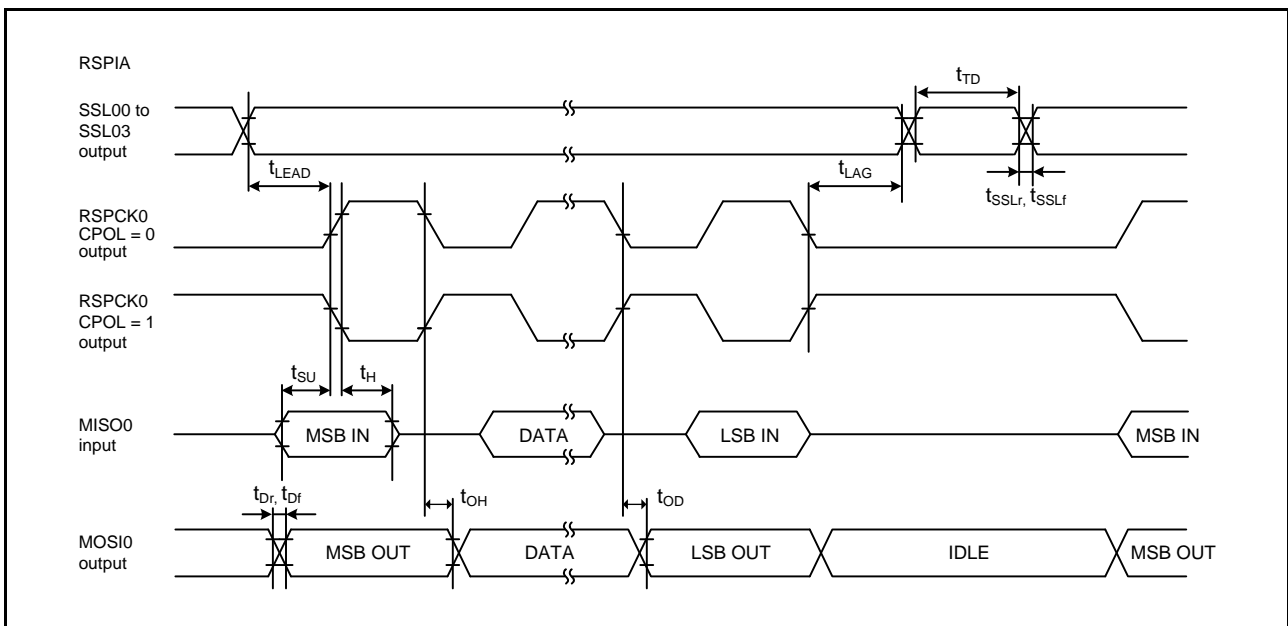 RSPIA
SSL00 to
SSL03
output
tTD
tLEAD
tLAG
tSSLr, tSSLf
RSPCK0
CPOL = 0
output
RSPCK0
CPOL = 1
output
tSU
tH
MISO0
input
MSB IN
DATA
LSB IN
MSB IN
tDr, tDf
tOH
tOD
MOSI0
output
MSB OUT
DATA
LSB OUT
IDLE
MSB OUT